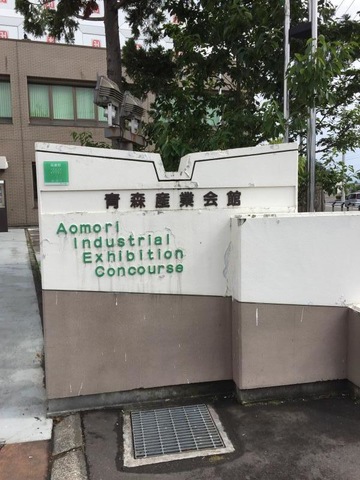 青森産業会館
Aomori
Industrial
Exhibition
Concourse